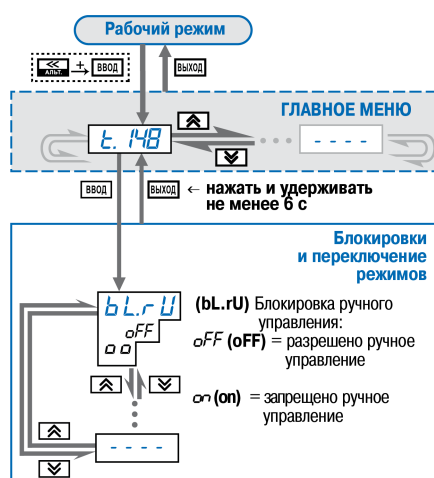 Рабочий режим
АЛЬТ. + ВВОД
ВЫХОД
ГЛАВНОЕ МЕНЮ
t. 148
- - - -
ВВОД
ВЫХОД ← нажать и удерживать
не менее 6 с
Блокировки
и переключение
режимов
bL.rU
oFF
on
(bL.rU) Блокировка ручного
управления:
oFF (oFF) = разрешено ручное
управление
on (on) = запрещено ручное
управление
- - - -